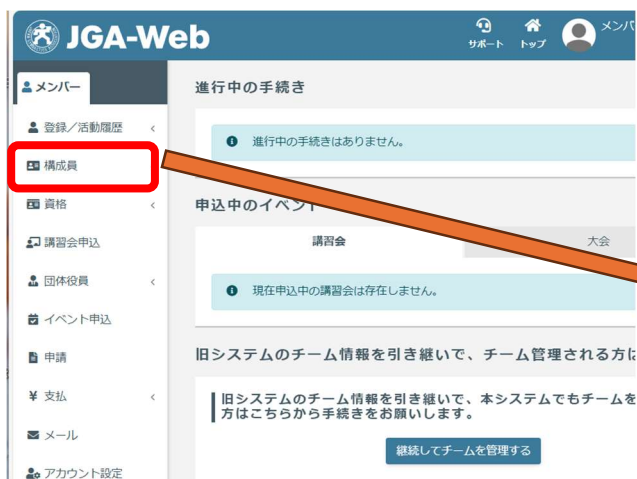 JGA-Web
サポート トップ メンバ
メンバー
登録／活動履歴
構成員
資格
講習会申込
団体役員
イベント申込
申請
¥ 支払
メール
アカウント設定
進行中の手続き
進行中の手続きはありません。
申込中のイベント
講習会 大会
現在申込中の講習会は存在しません。
旧システムのチーム情報を引き継いで、チーム管理される方は
旧システムのチーム情報を引き継いで、本システムでもチームを
方はこちらから手続きをお願いします。
継続してチームを管理する